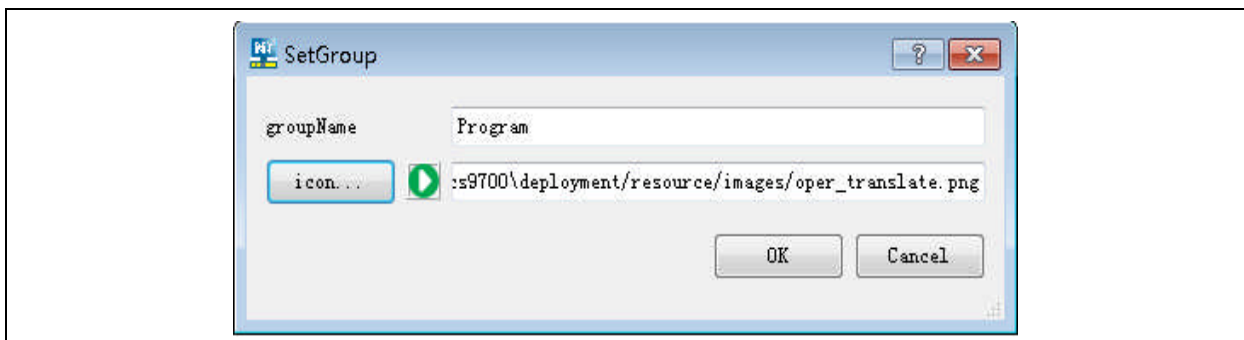 SetGroup
groupName Program
icon... :s9700\deployment/resource/images/oper_translate.png
OK Cancel